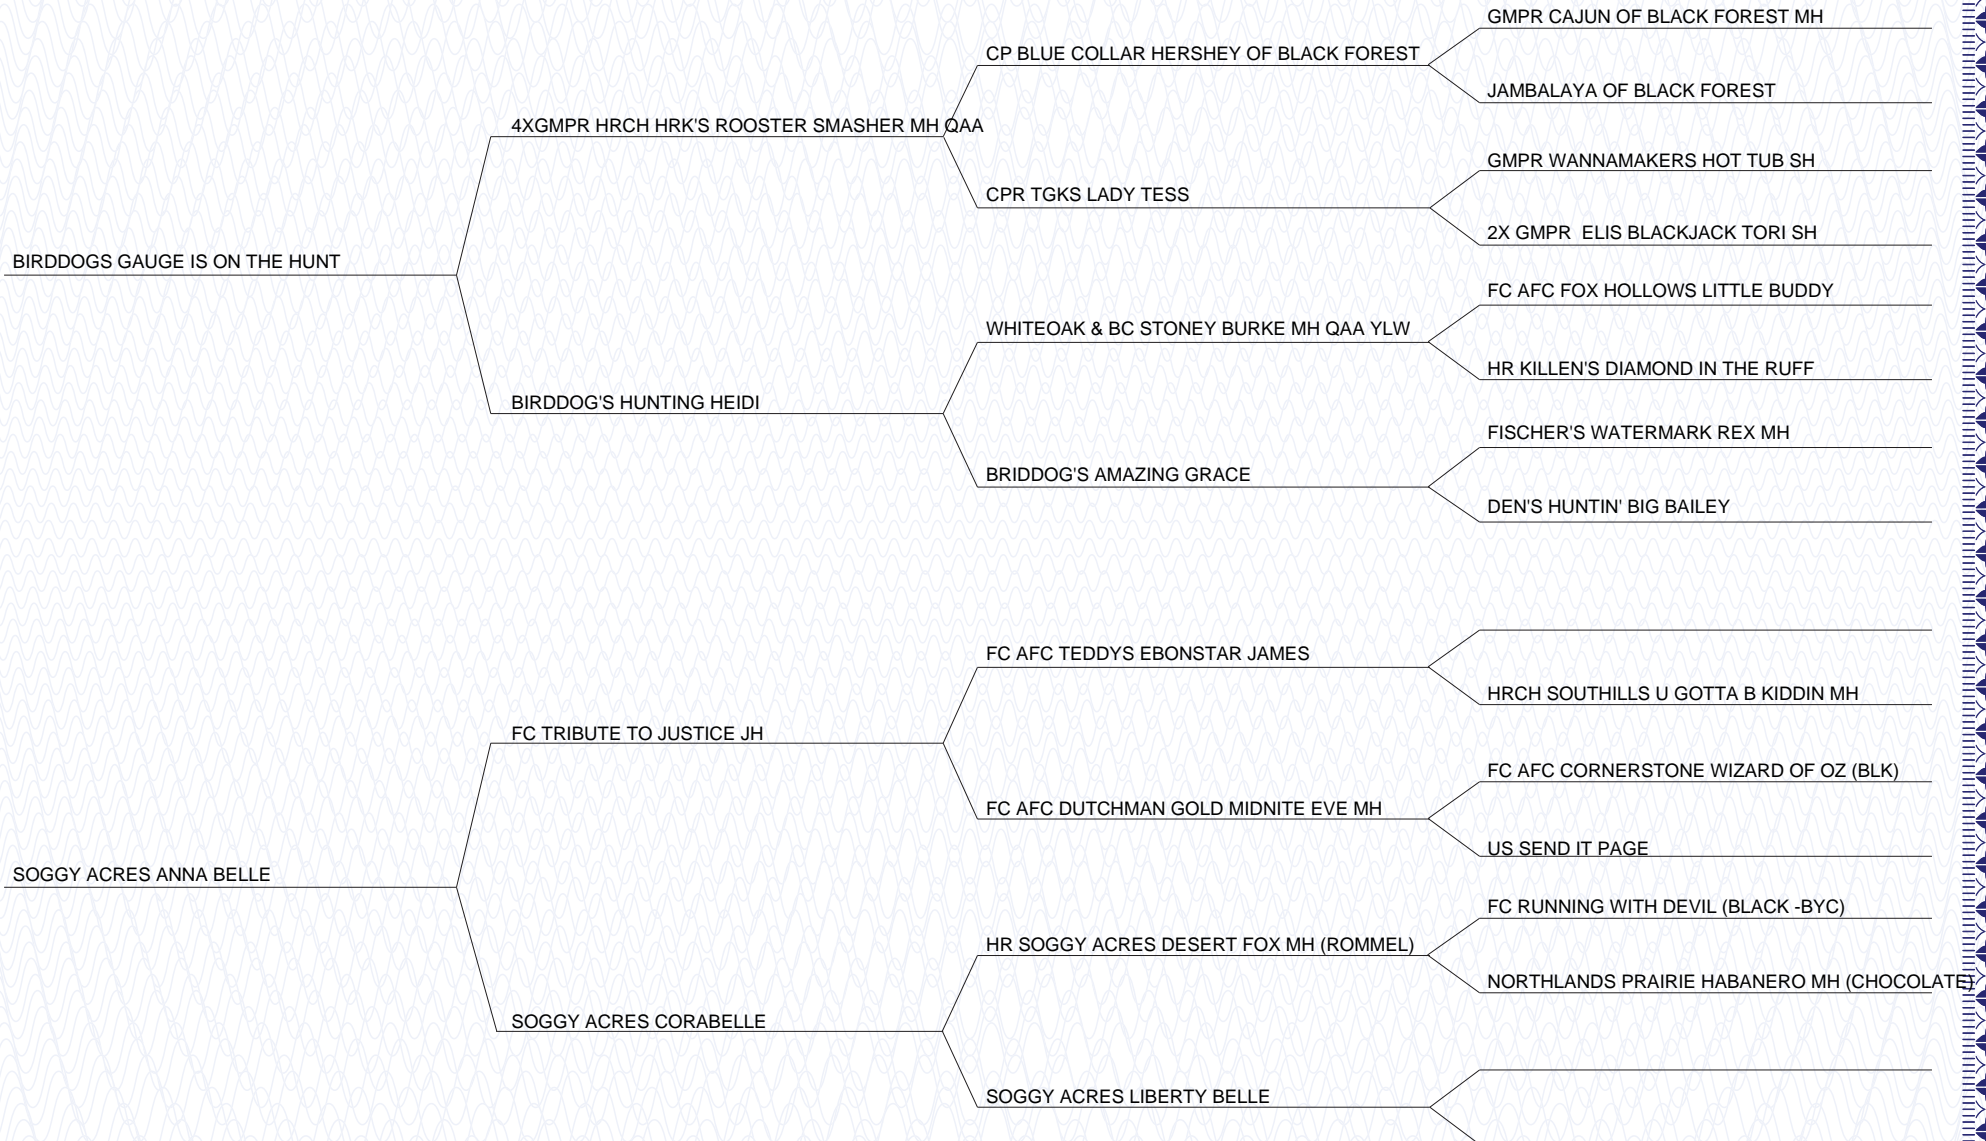 GMPR CAJUN OF BLACK FOREST MH
CP BLUE COLLAR HERSHEY OF BLACK FOREST
JAMBALAYA OF BLACK FOREST
4XGMPR HRCH HRK'S ROOSTER SMASHER MH QAA
GMPR WANNAMAKERS HOT TUB SH
CPR TGKS LADY TESS
2X GMPR  ELIS BLACKJACK TORI SH
BIRDDOGS GAUGE IS ON THE HUNT
FC AFC FOX HOLLOWS LITTLE BUDDY
WHITEOAK & BC STONEY BURKE MH QAA YLW
HR KILLEN'S DIAMOND IN THE RUFF
BIRDDOG'S HUNTING HEIDI
FISCHER'S WATERMARK REX MH
BRIDDOG'S AMAZING GRACE
DEN'S HUNTIN' BIG BAILEY
FC AFC TEDDYS EBONSTAR JAMES
HRCH SOUTHILLS U GOTTA B KIDDIN MH
FC TRIBUTE TO JUSTICE JH
FC AFC CORNERSTONE WIZARD OF OZ (BLK)
FC AFC DUTCHMAN GOLD MIDNITE EVE MH
US SEND IT PAGE
SOGGY ACRES ANNA BELLE
FC RUNNING WITH DEVIL (BLACK -BYC)
HR SOGGY ACRES DESERT FOX MH (ROMMEL)
NORTHLANDS PRAIRIE HABANERO MH (CHOCOLATE)
SOGGY ACRES CORABELLE
SOGGY ACRES LIBERTY BELLE